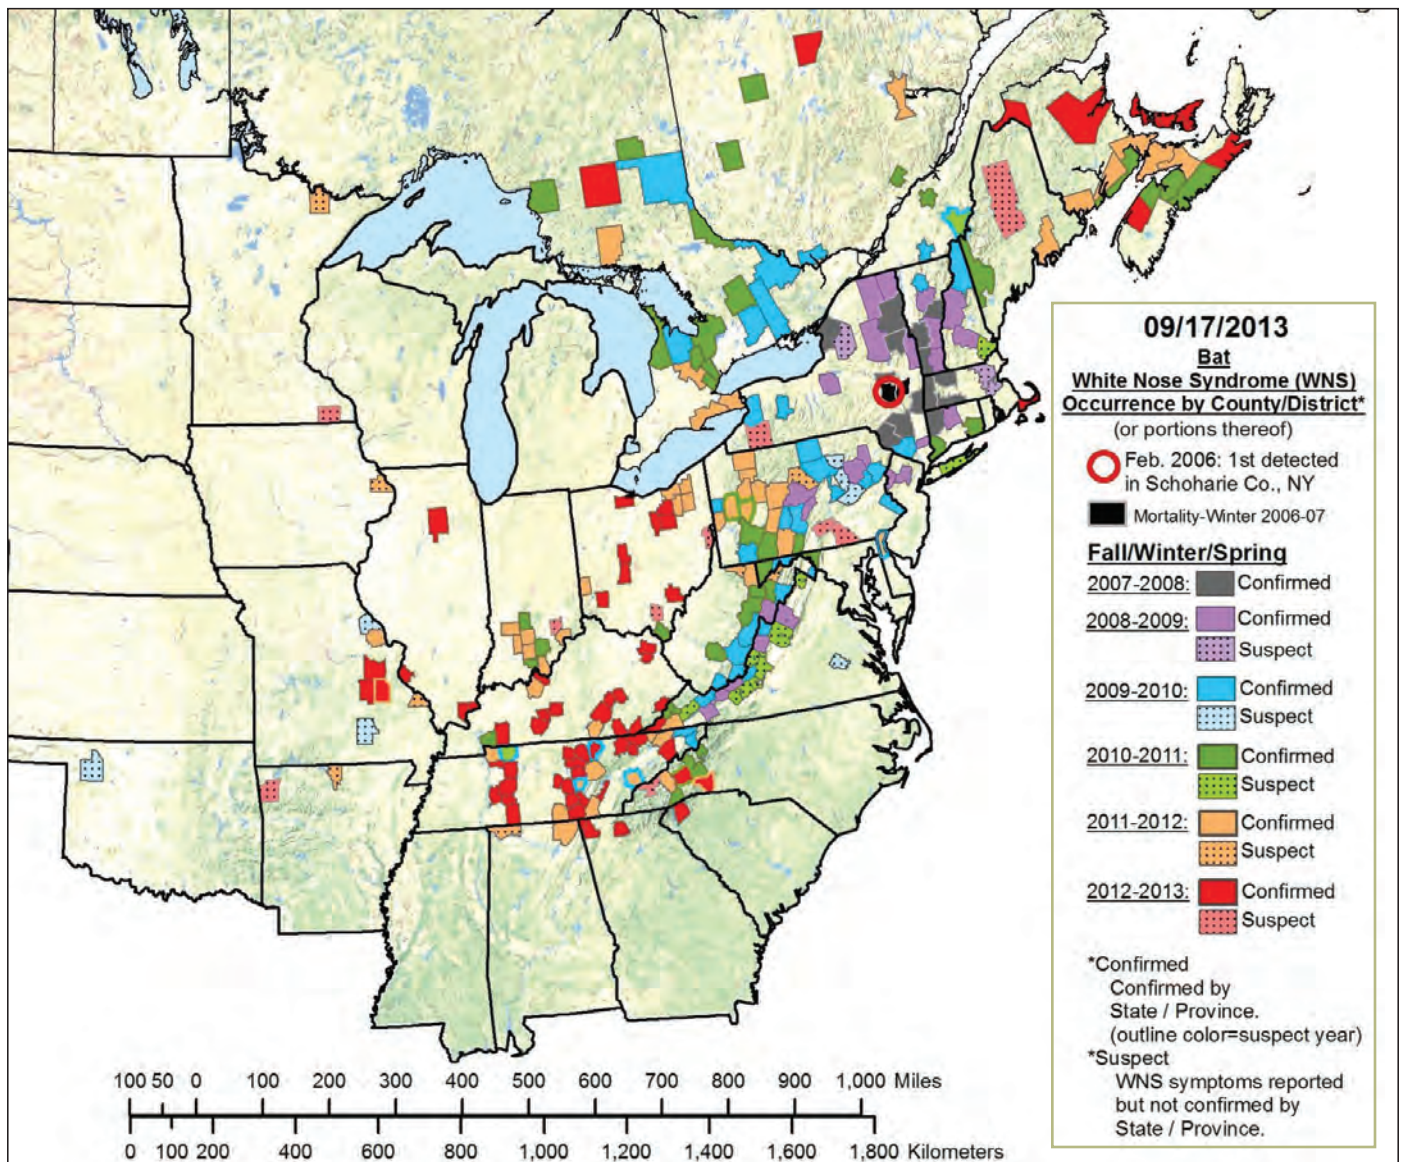 09/17/2013
Bat
White Nose Syndrome (WNS)
Occurrence by County/District*
(or portions thereof)
Feb. 2006: 1st detected
in Schoharie Co., NY
Mortality-Winter 2006-07
Fall/Winter/Spring
2007-2008: Confirmed
2008-2009: Confirmed
Suspect
2009-2010: Confirmed
Suspect
2010-2011: Confirmed
Suspect
2011-2012: Confirmed
Suspect
2012-2013: Confirmed
Suspect
*Confirmed
Confirmed by
State / Province.
(outline color=suspect year)
*Suspect
WNS symptoms reported
but not confirmed by
State / Province.
100 50 0 100 200 300 400 500 600 700 800 900 1,000 Miles
0 100 200 400 600 800 1,000 1,200 1,400 1,600 1,800 Kilometers